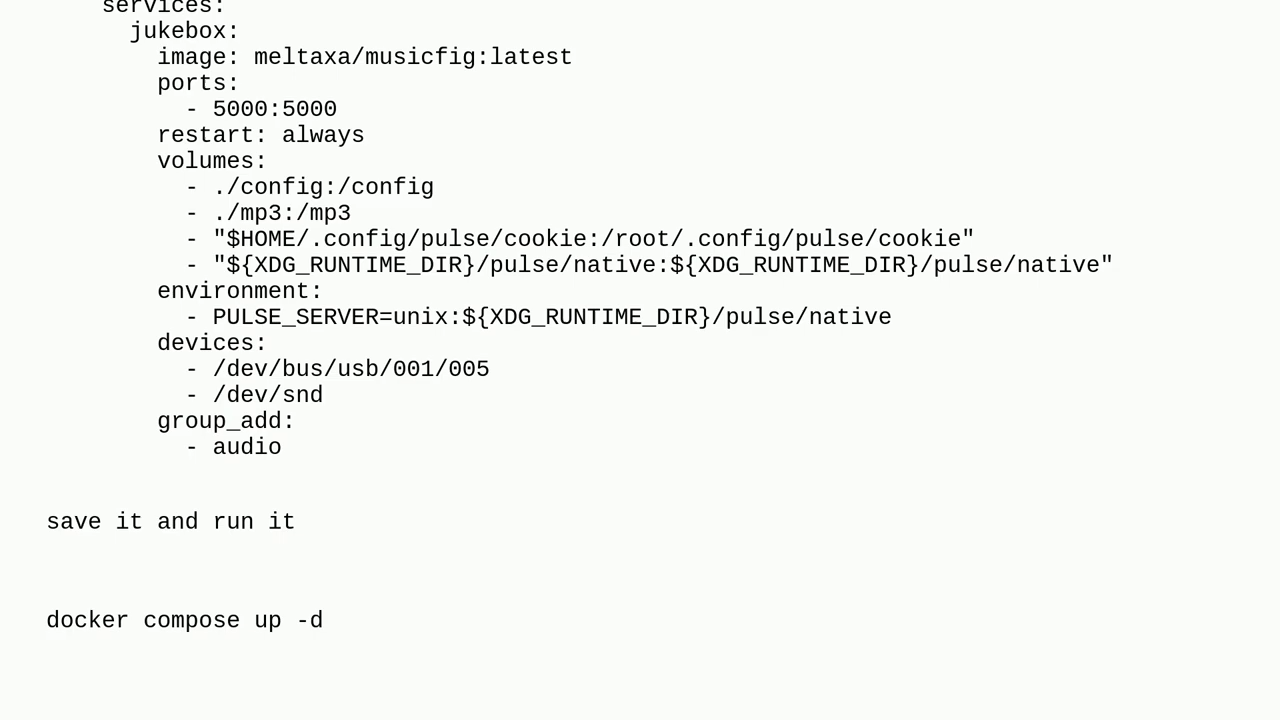 services:
jukebox:
image: meltaxa/musicfig:latest
ports:
- 5000:5000
restart: always
volumes:
- ./config:/config
- ./mp3:/mp3
- "$HOME/.config/pulse/cookie:/root/.config/pulse/cookie"
- "${XDG_RUNTIME_DIR}/pulse/native:${XDG_RUNTIME_DIR}/pulse/native"
environment:
- PULSE_SERVER=unix:${XDG_RUNTIME_DIR}/pulse/native
devices:
- /dev/bus/usb/001/005
- /dev/snd
group_add:
- audio
save it and run it
docker compose up -d